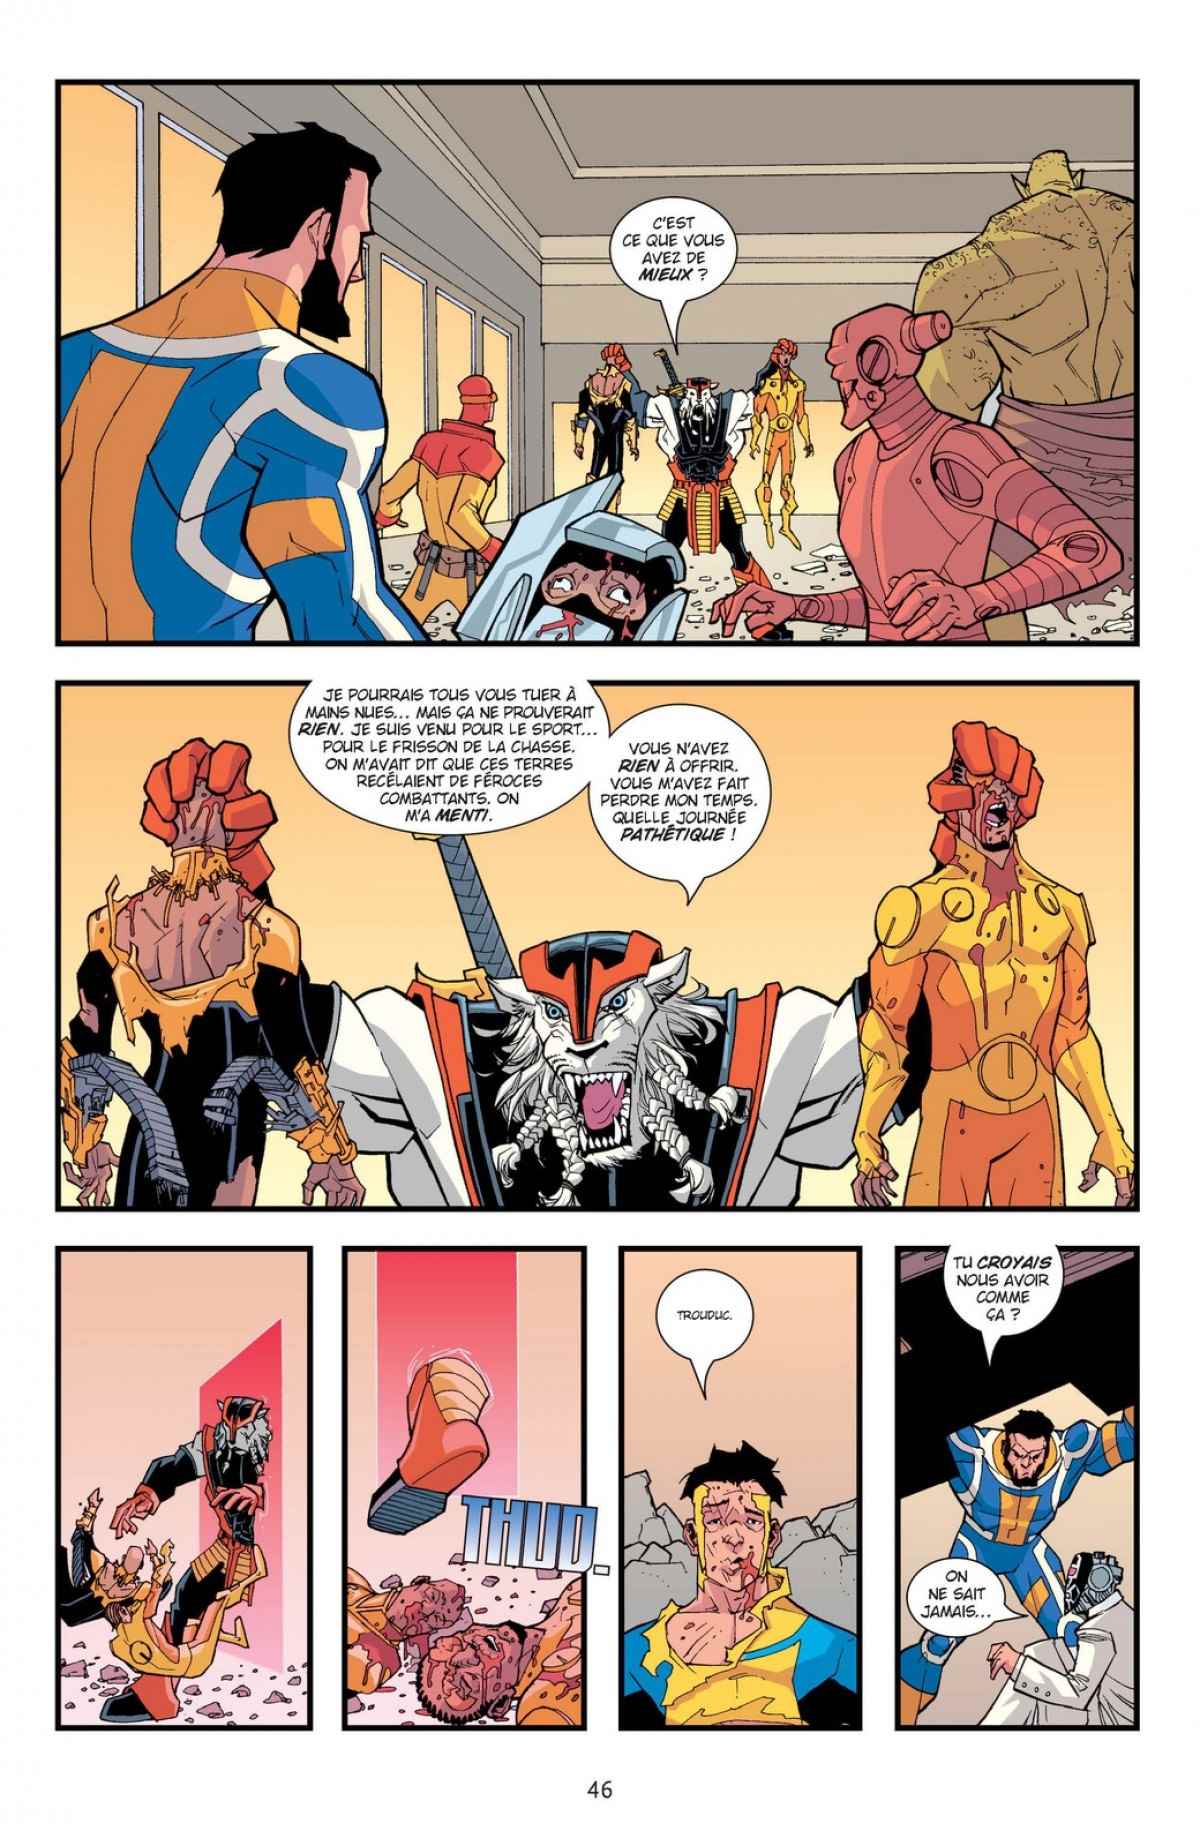 C'EST
CE QUE VOUS
AVEZ DE
MIEUX ?
JE POURRAIS TOUS VOUS TUER À
MAINS NUES... MAIS ÇA NE PROUVERAIT
RIEN. JE SUIS VENU POUR LE SPORT...
POUR LE FRISSON DE LA CHASSE.
ON M'AVAIT DIT QUE CES TERRES
RECÉLAIENT DE FÉROCES
COMBATTANTS. ON
M'A MENTI.
VOUS N'AVEZ
RIEN À OFFRIR.
VOUS M'AVEZ FAIT
PERDRE MON TEMPS.
QUELLE JOURNÉE
PATHÉTIQUE !
THUD.
TROUDUC.
TU CROYAIS
NOUS AVOIR
COMME
ÇA ?
ON
NE SAIT
JAMAIS...
46